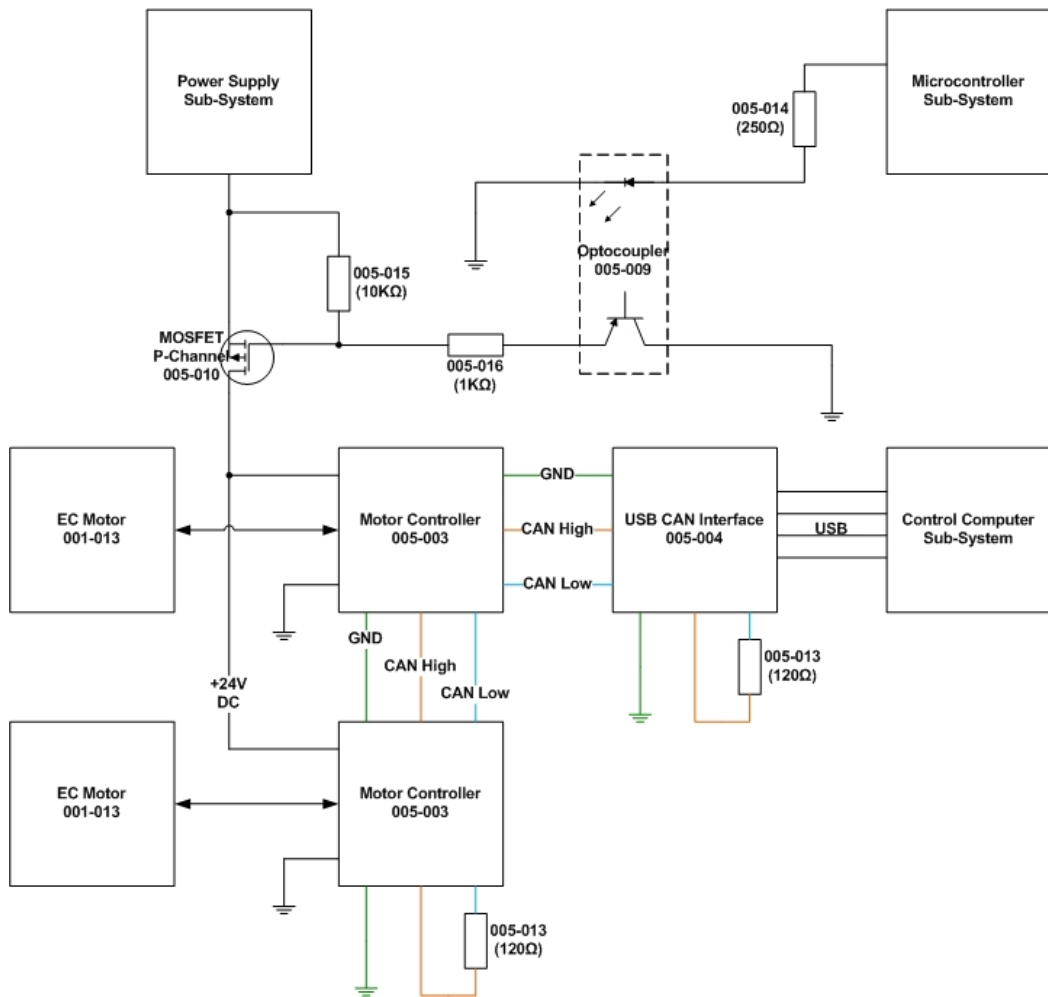 Power Supply
Sub-System
005-014
(250Ω)
Microcontroller
Sub-System
Optocoupler
005-009
005-015
(10KΩ)
MOSFET
P-Channel
005-010
005-016
(1KΩ)
EC Motor
001-013
Motor Controller
005-003
GND
CAN High
CAN Low
USB CAN Interface
005-004
USB
Control Computer
Sub-System
GND
CAN High
CAN Low
005-013
(120Ω)
+24V
DC
EC Motor
001-013
Motor Controller
005-003
005-013
(120Ω)